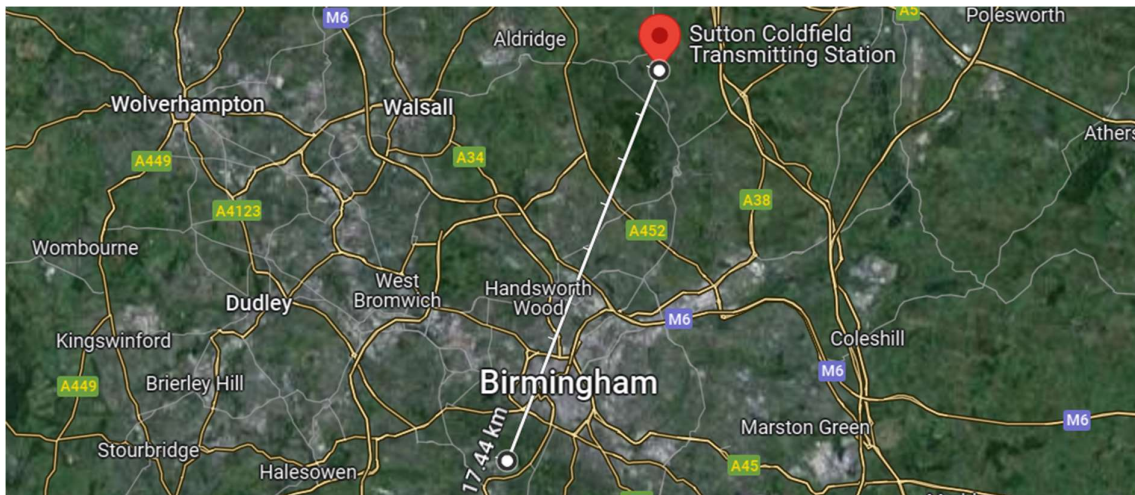 M6
A5
Polesworth
Aldridge
Sutton Coldfield
Transmitting Station
Wolverhampton
Walsall
A449
A34
A38
A4123
A452
Wombourne
West
Bromwich
Handsworth
Wood
Dudley
M6
Kingswinford
Coleshill
M6
A449
Brierley Hill
Birmingham
M6
17.44 km
Marston Green
Stourbridge
Halesowen
A45